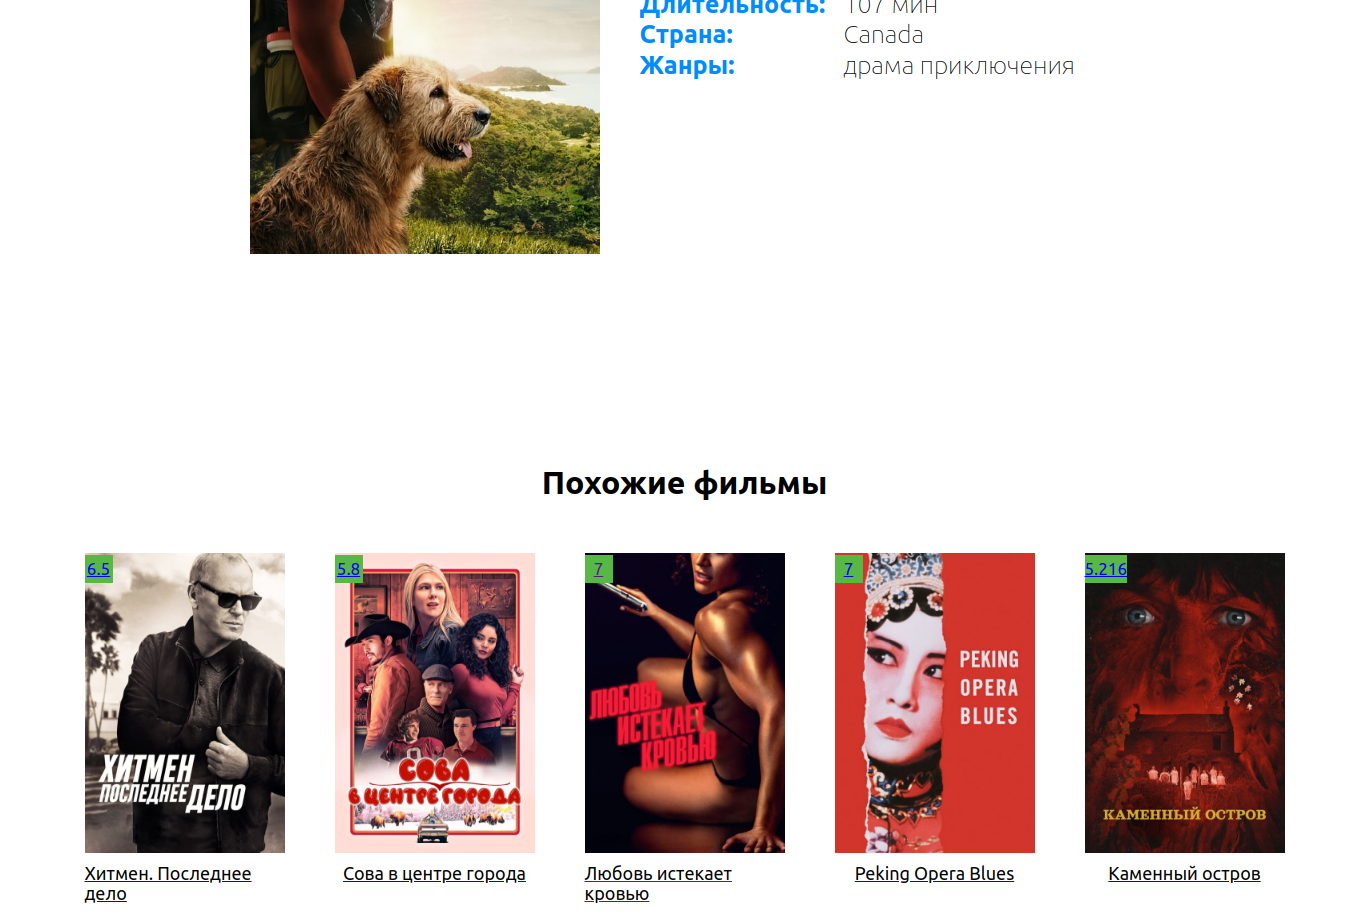 Длительность: 107 мин
Страна: Canada
Жанры: драма приключения
Похожие фильмы
6.5
5.8
7
7
5.216
ХИТМЕН
ПОСЛЕДНЕЕ ДЕЛО
СОВА
В ЦЕНТРЕ ГОРОДА
ЛЮБОВЬ
ИСТЕКАЕТ
КРОВЬЮ
PEKING
OPERA
BLUES
КАМЕННЫЙ ОСТРОВ
Хитмен. Последнее
дело
Сова в центре города
Любовь истекает
кровью
Peking Opera Blues
Каменный остров